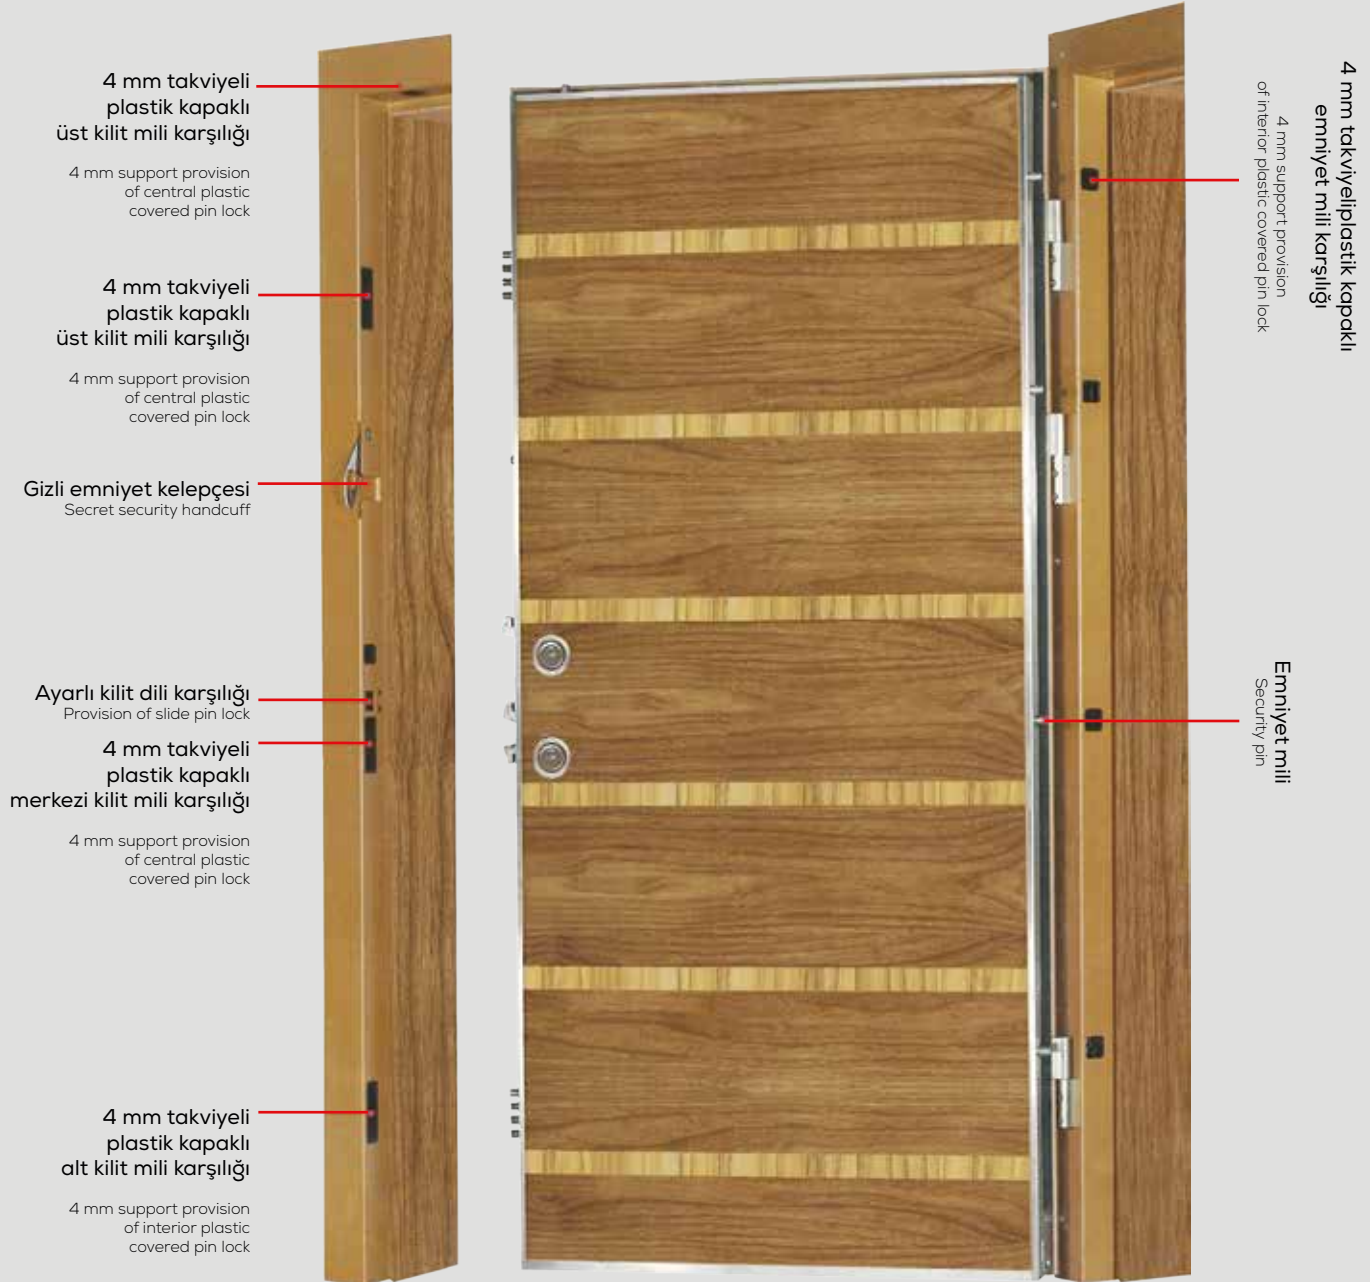 4 mm takviyeli
plastik kapaklı
üst kilit mili karşılığı
4 mm support provision
of central plastic
covered pin lock
4 mm takviyeli
plastik kapaklı
üst kilit mili karşılığı
4 mm support provision
of central plastic
covered pin lock
Gizli emniyet kelepçesi
Secret security handcuff
Ayarlı kilit dili karşılığı
Provision of slide pin lock
4 mm takviyeli
plastik kapaklı
merkezi kilit mili karşılığı
4 mm support provision
of central plastic
covered pin lock
4 mm takviyeli
plastik kapaklı
alt kilit mili karşılığı
4 mm support provision
of interior plastic
covered pin lock
4 mm takviyeliplastik kapaklı
emniyet mili karşılığı
4 mm support provision
of interior plastic covered pin lock
Emniyet mili
Security pin